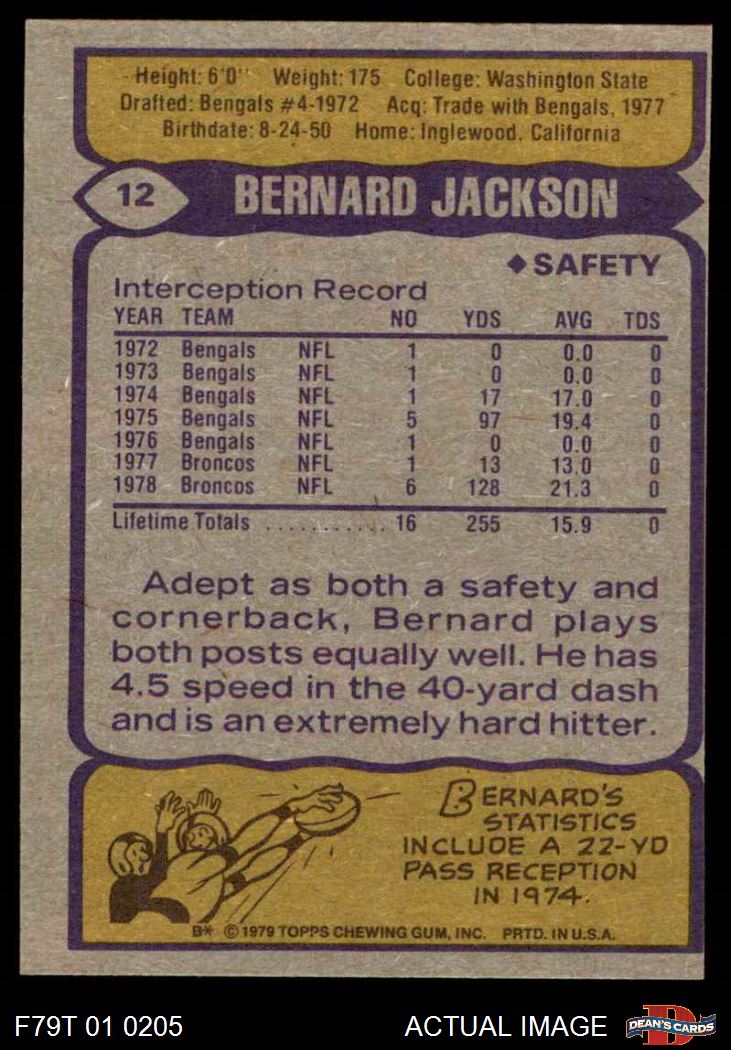 Height: 6'0" Weight: 175 College: Washington State
Drafted: Bengals #4-1972 Acq: Trade with Bengals, 1977
Birthdate: 8-24-50 Home: Inglewood, California
12 BERNARD JACKSON
◆ SAFETY
Interception Record
YEAR TEAM NO YDS AVG TDS
1972 Bengals NFL 1 0 0.0 0
1973 Bengals NFL 1 0 0.0 0
1974 Bengals NFL 1 17 17.0 0
1975 Bengals NFL 5 97 19.4 0
1976 Bengals NFL 1 0 0.0 0
1977 Broncos NFL 1 13 13.0 0
1978 Broncos NFL 6 128 21.3 0
Lifetime Totals ............ 16 255 15.9 0
Adept as both a safety and
cornerback, Bernard plays
both posts equally well. He has
4.5 speed in the 40-yard dash
and is an extremely hard hitter.
BERNARD'S
STATISTICS
INCLUDE A 22-YD
PASS RECEPTION
IN 1974.
B* © 1979 TOPPS CHEWING GUM, INC. PRTD. IN U.S.A.
F79T 01 0205 ACTUAL IMAGE D DEAN'S CARDS